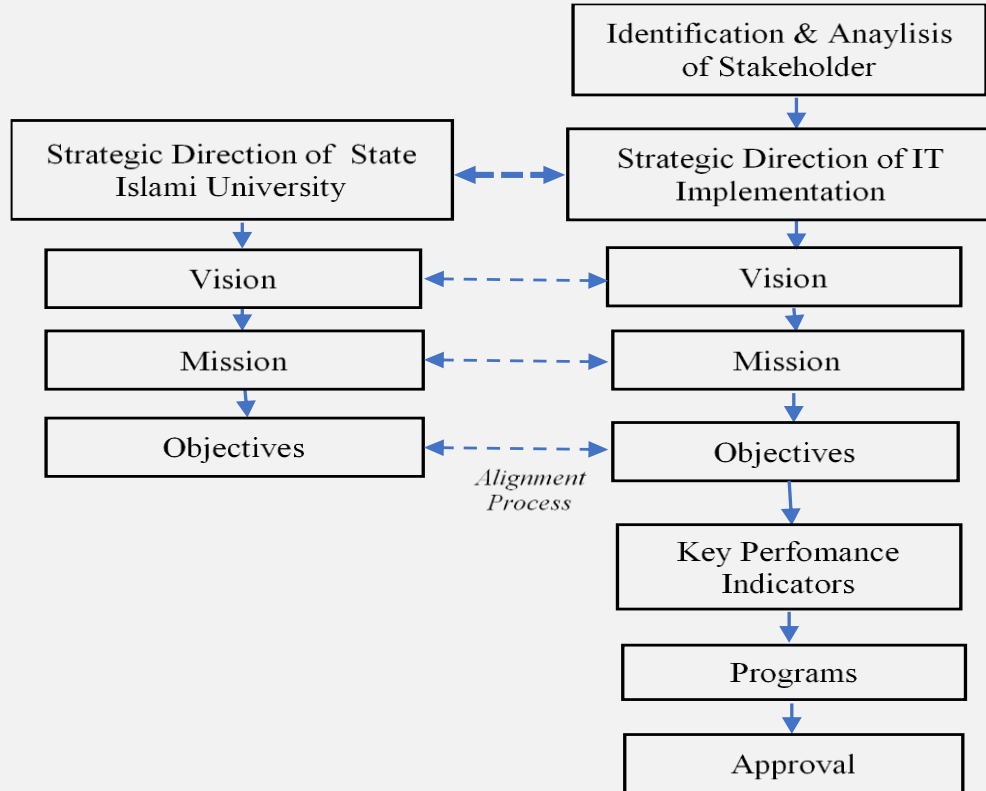 Identification & Anaylisis
of Stakeholder
Strategic Direction of State
Islami University
Strategic Direction of IT
Implementation
Vision
Vision
Mission
Mission
Objectives
Objectives
Alignment
Process
Key Perfomance
Indicators
Programs
Approval